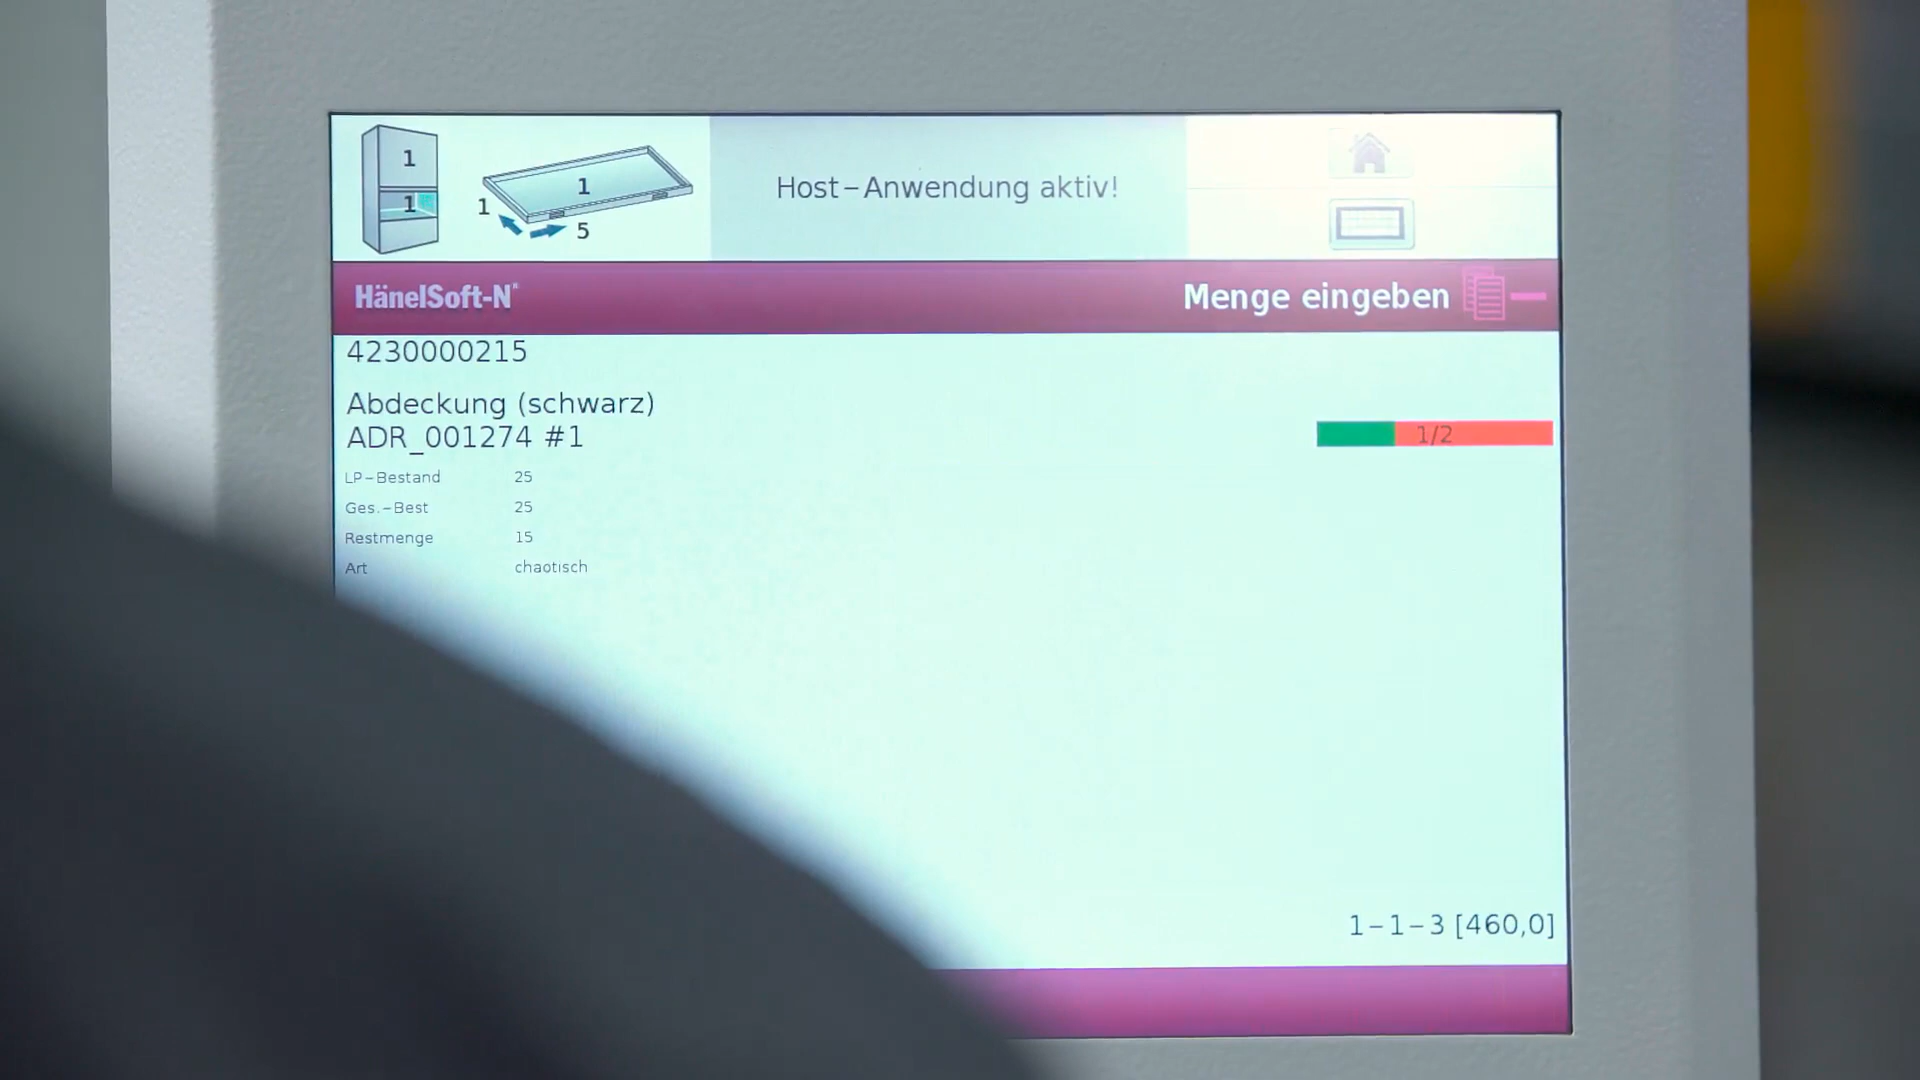 1
1
1
1
5
Host-Anwendung aktiv!
HänelSoft-N®
Menge eingeben
4230000215
Abdeckung (schwarz)
ADR_001274 #1
1/2
LP-Bestand 25
Ges.-Best 25
Restmenge 15
Art chaotisch
1-1-3 [460,0]